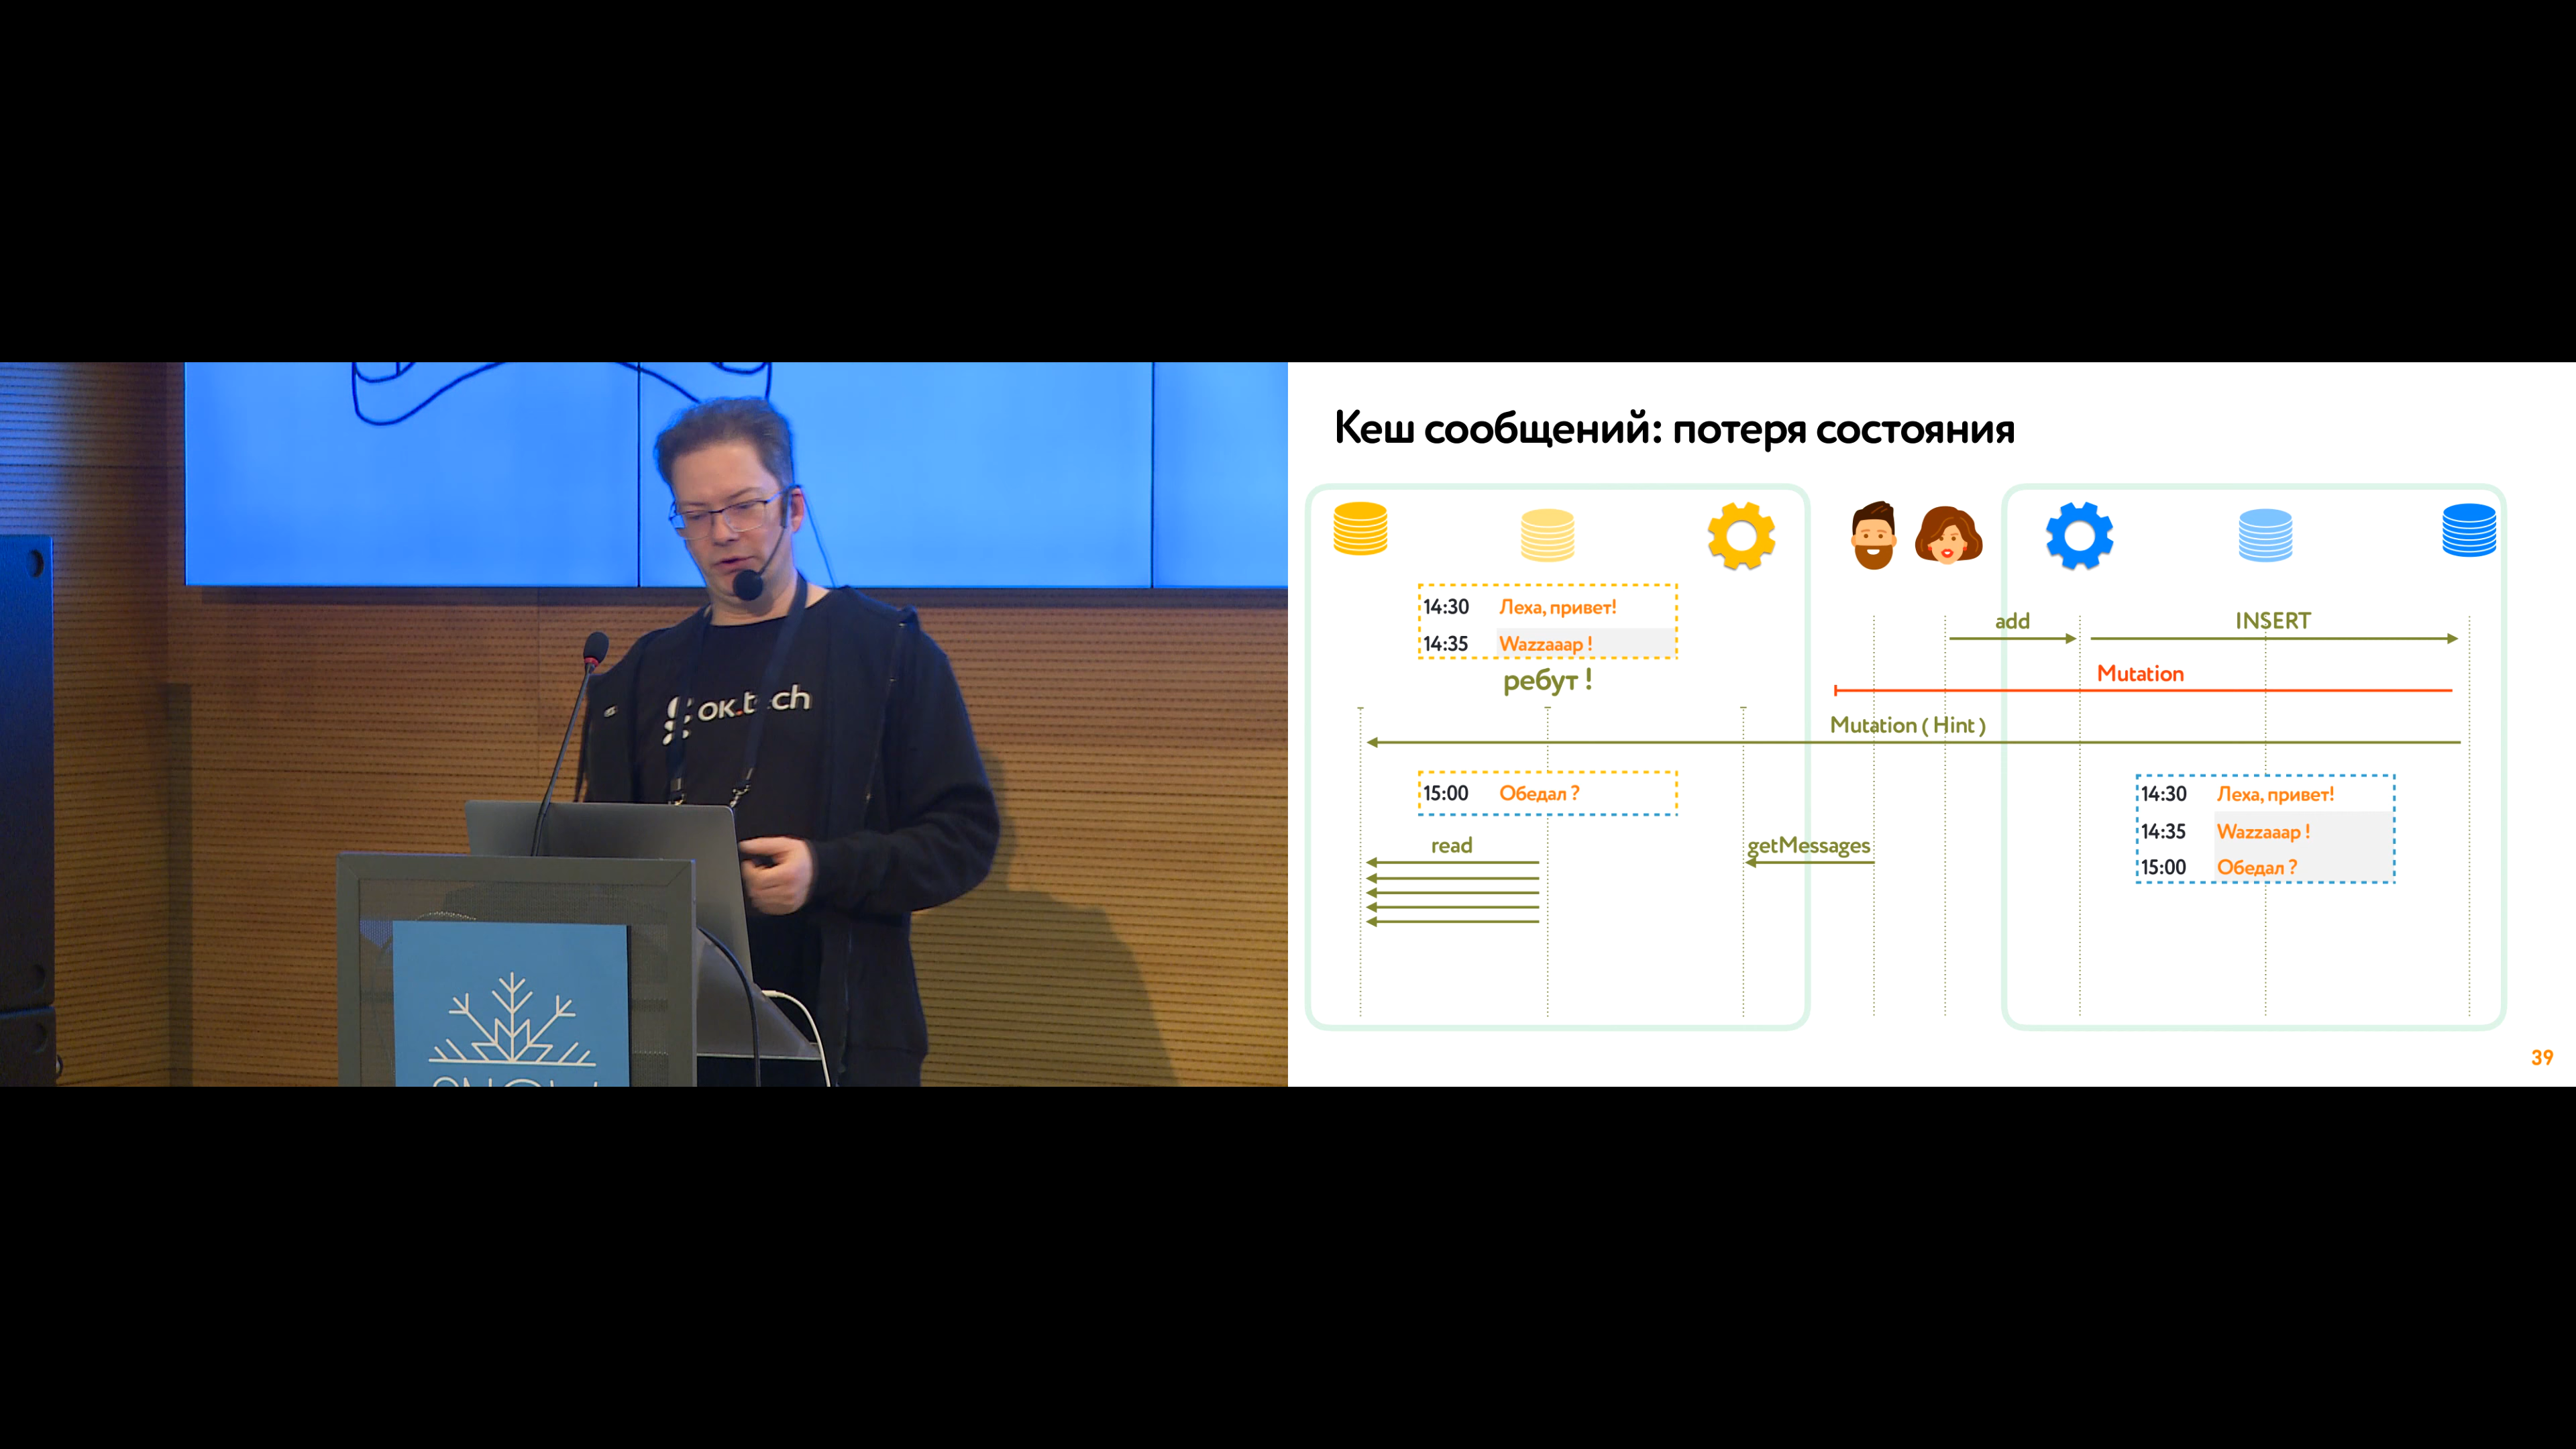 ok.tech
Кеш сообщений: потеря состояния
14:30 Леха, привет!
14:35 Wazzaaap !
ребут !
add
INSERT
Mutation
Mutation ( Hint )
15:00 Обедал ?
read
getMessages
14:30 Леха, привет!
14:35 Wazzaaap !
15:00 Обедал ?
39